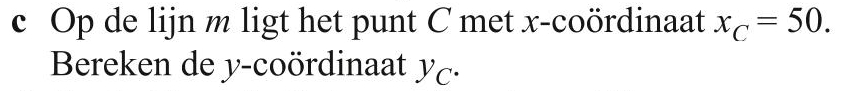 c Op de lijn m ligt het punt C met x-coördinaat x_C = 50.
Bereken de y-coördinaat y_C.